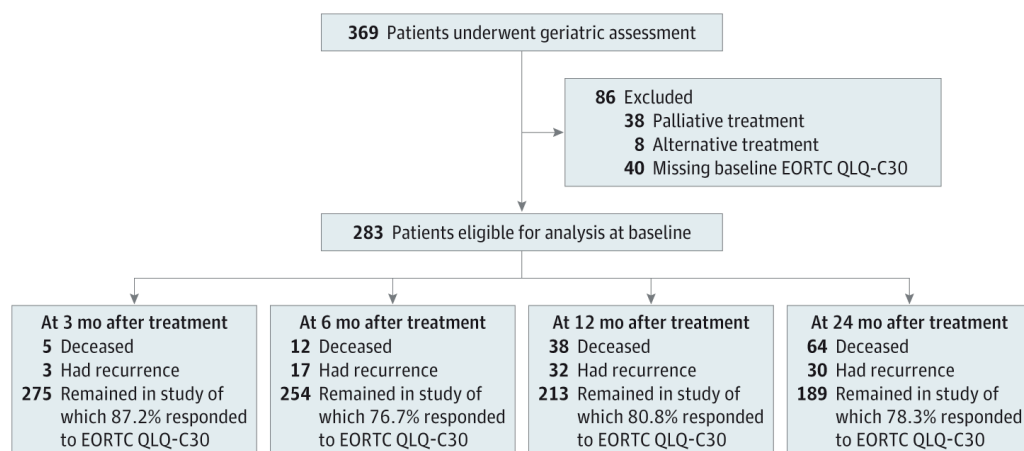 369 Patients underwent geriatric assessment
86 Excluded
38 Palliative treatment
8 Alternative treatment
40 Missing baseline EORTC QLQ-C30
283 Patients eligible for analysis at baseline
At 3 mo after treatment
5 Deceased
3 Had recurrence
275 Remained in study of
which 87.2% responded
to EORTC QLQ-C30
At 6 mo after treatment
12 Deceased
17 Had recurrence
254 Remained in study of
which 76.7% responded
to EORTC QLQ-C30
At 12 mo after treatment
38 Deceased
32 Had recurrence
213 Remained in study of
which 80.8% responded
to EORTC QLQ-C30
At 24 mo after treatment
64 Deceased
30 Had recurrence
189 Remained in study of
which 78.3% responded
to EORTC QLQ-C30